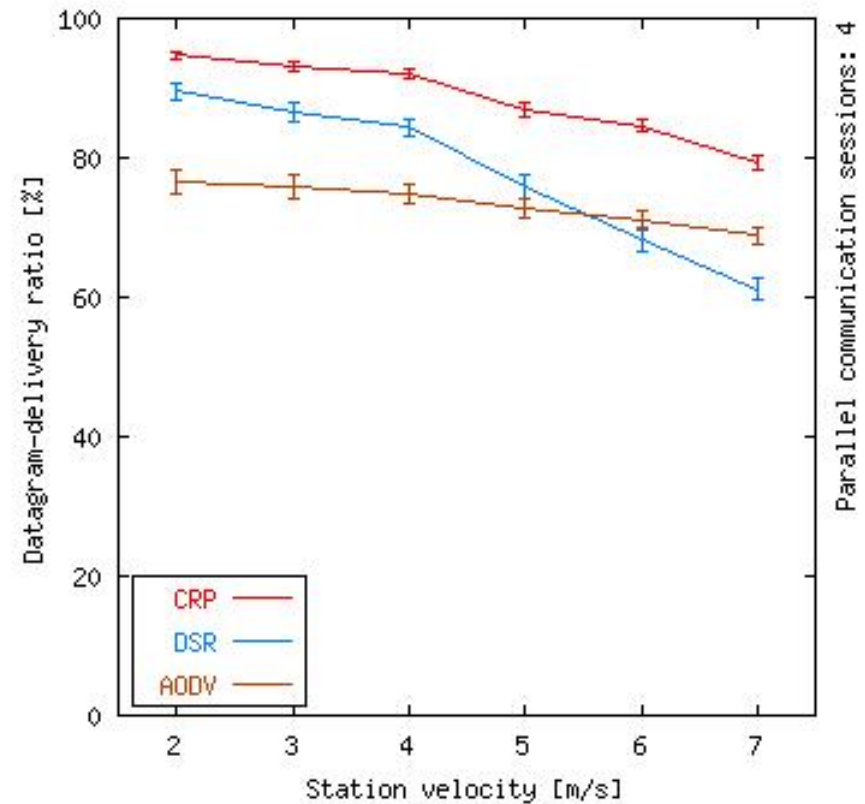 100
80
60
40
20
0
Datagram-delivery ratio [%]
Parallel communication sessions: 4
CRP
DSR
AODV
2 3 4 5 6 7
Station velocity [m/s]